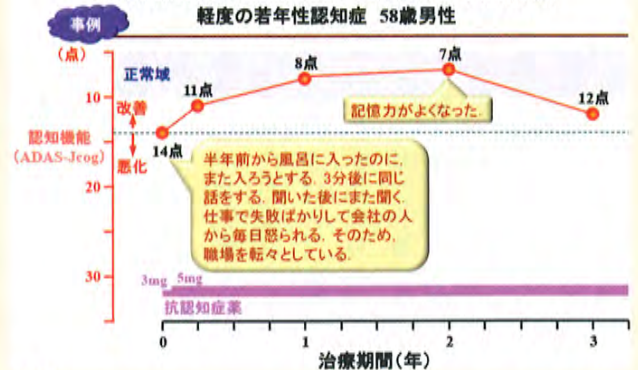 事例
軽度の若年性認知症 58歳男性
(点)
正常域
8点
7点
11点
12点
10
改善
記憶力がよくなった.
認知機能
(ADAS-Jcog)
14点
悪化
20
半年前から風呂に入ったのに,
また入ろうとする. 3分後に同じ
話をする. 聞いた後にまた聞く.
仕事で失敗ばかりして会社の人
から毎日怒られる. そのため,
職場を転々としている.
30
3mg 5mg
抗認知症薬
0 1 2 3
治療期間(年)